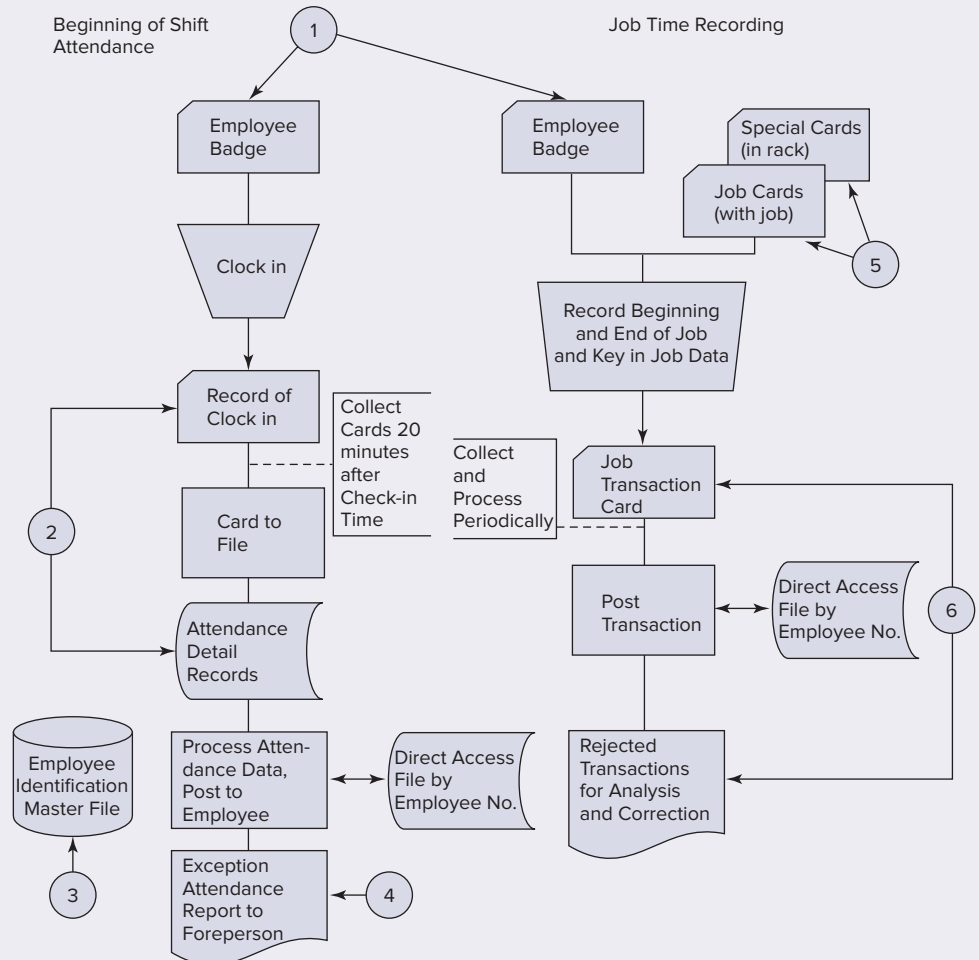 Beginning of Shift
Attendance
1
Job Time Recording
Employee
Badge
Employee
Badge
Special Cards
(in rack)
Job Cards
(with job)
5
Clock in
Record Beginning
and End of Job
and Key in Job Data
Record of
Clock in
Collect
Cards 20
minutes
after
Check-in
Time
Collect
and
Process
Periodically
Job
Transaction
Card
2
Card to
File
Post
Transaction
Direct Access
File by
Employee No.
6
Attendance
Detail
Records
Employee
Identification
Master File
3
Process Atten-
dance Data,
Post to
Employee
Direct Access
File by
Employee No.
Rejected
Transactions
for Analysis
and Correction
Exception
Attendance
Report to
Foreperson
4